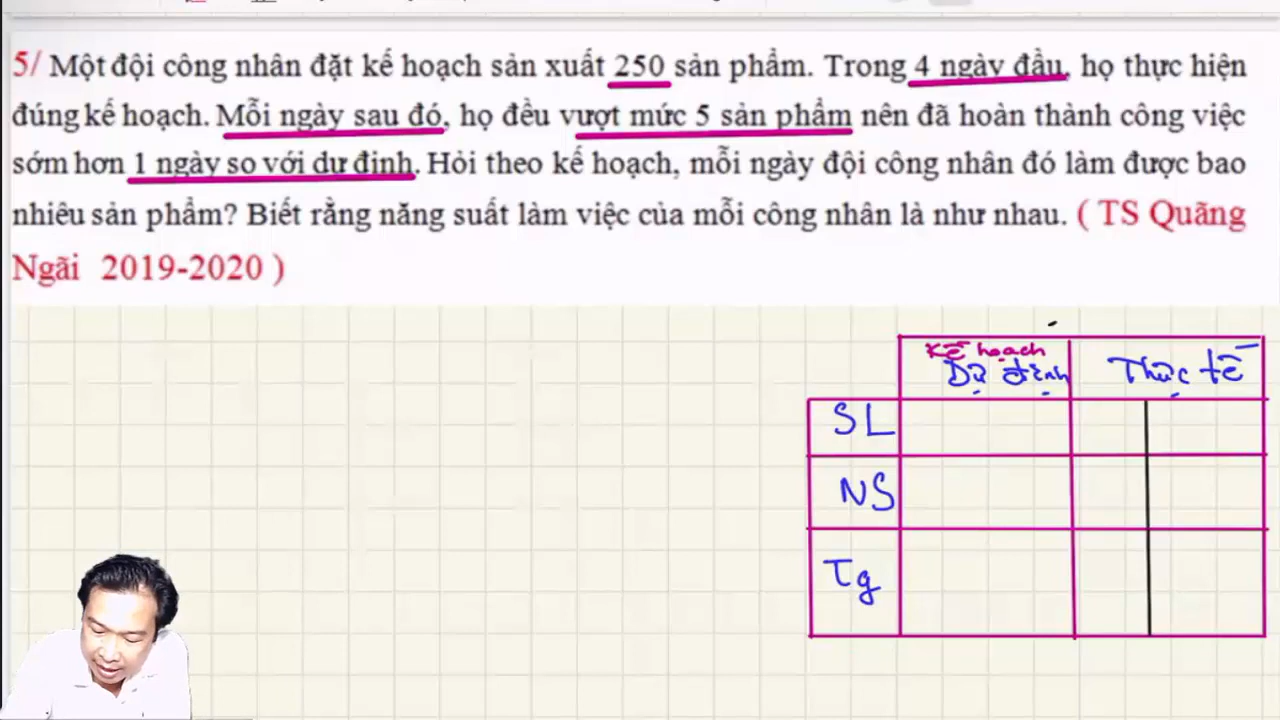 5/ Một đội công nhân đặt kế hoạch sản xuất 250 sản phẩm. Trong 4 ngày đầu, họ thực hiện
đúng kế hoạch. Mỗi ngày sau đó, họ đều vượt mức 5 sản phẩm nên đã hoàn thành công việc
sớm hơn 1 ngày so với dự định. Hỏi theo kế hoạch, mỗi ngày đội công nhân đó làm được bao
nhiêu sản phẩm? Biết rằng năng suất làm việc của mỗi công nhân là như nhau. ( TS Quãng
Ngãi 2019-2020 )
Kế hoạch
Dự định Thực tế
SL
NS
Tg